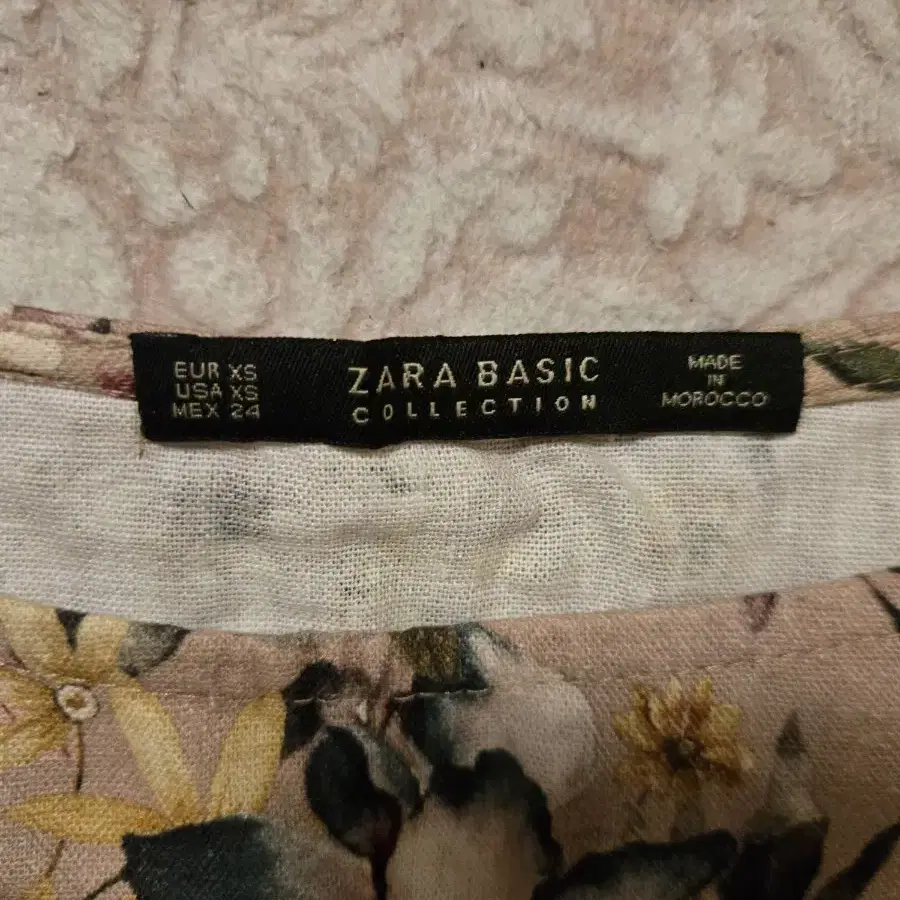 EUR XS
USA XS
MEX 24
ZARA BASIC
COLLECTION
MADE
IN
MOROCCO